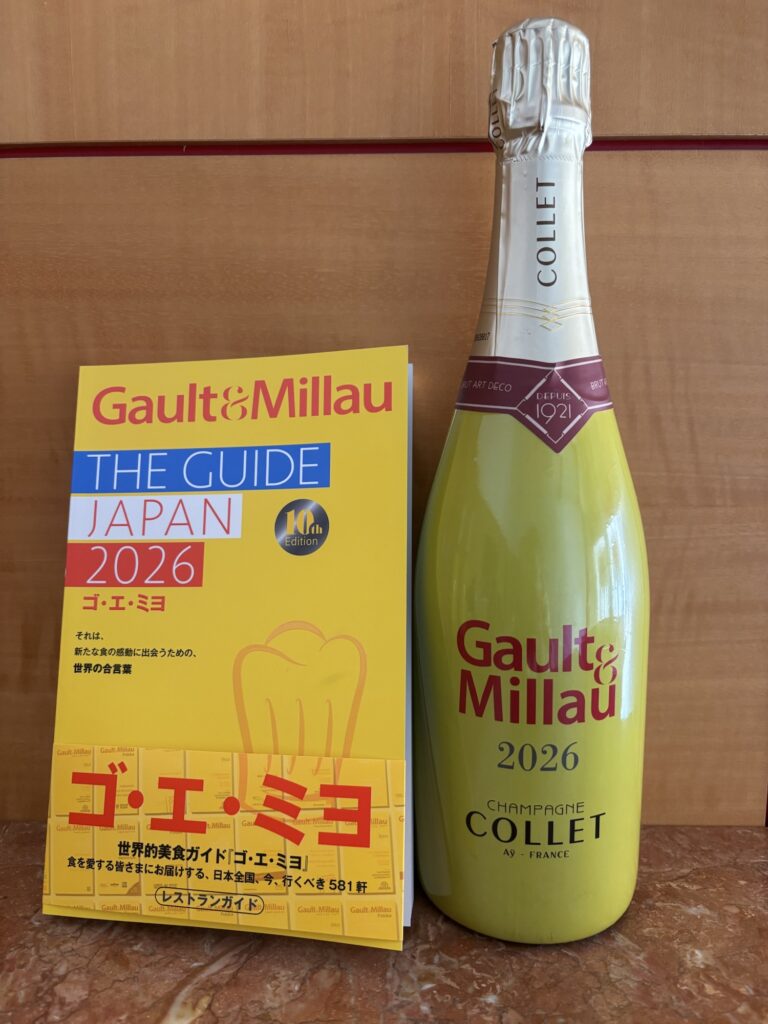 Gault&Millau
THE GUIDE
JAPAN
2026
10th
Edition
ゴ・エ・ミヨ
それは、
新たな食の感動に出会うための、
世界の合言葉
ゴ・エ・ミヨ
世界的美食ガイド『ゴ・エ・ミヨ』
食を愛する皆さまにお届けする、日本全国、今、行くべき581軒
レストランガイド
COLLET
BRUT ART DECO
DEPUIS
1921
Gault&
Millau
2026
CHAMPAGNE
COLLET
Aÿ - FRANCE